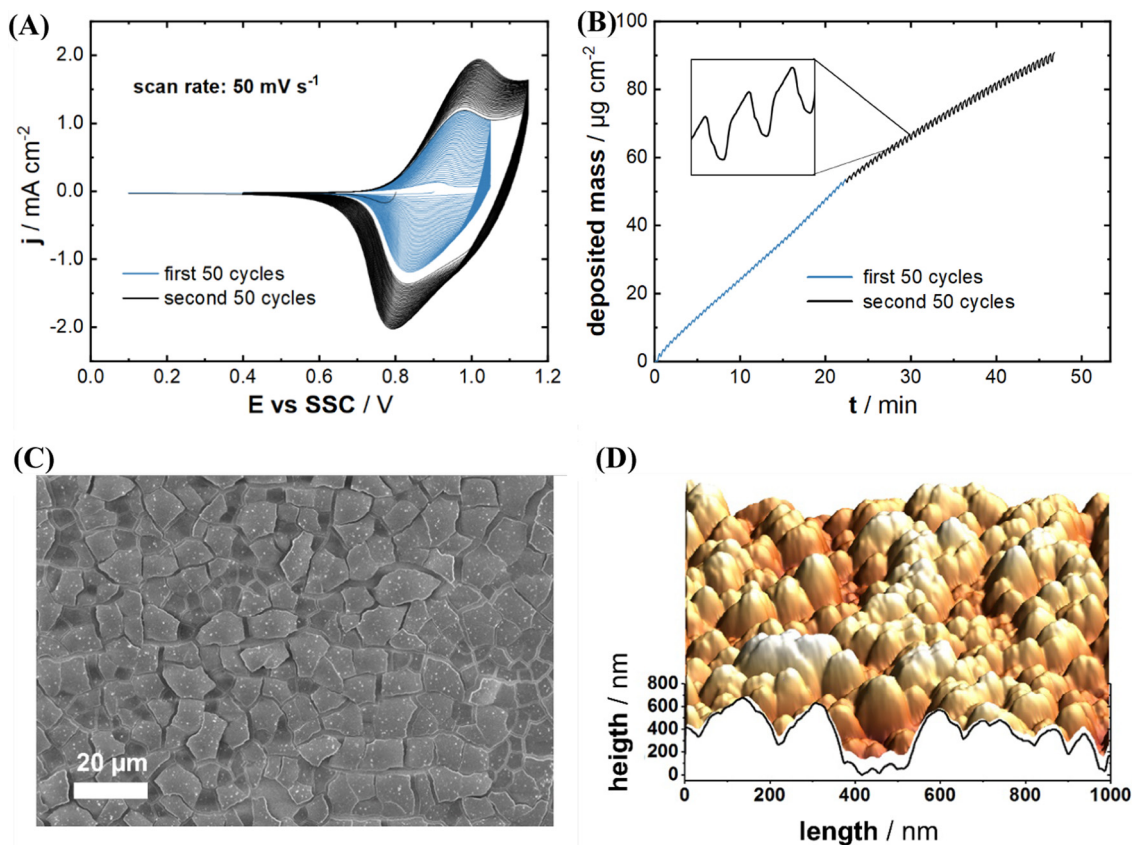 (A)
2.0
1.0
0.0
-1.0
-2.0
j / mA cm-2
scan rate: 50 mV s-1
first 50 cycles
second 50 cycles
0.0 0.2 0.4 0.6 0.8 1.0 1.2
E vs SSC / V
(B)
100
80
60
40
20
0
deposited mass / µg cm-2
first 50 cycles
second 50 cycles
0 10 20 30 40 50
t / min
(C)
20 µm
(D)
800
600
400
200
0
heigth / nm
0 200 400 600 800 1000
length / nm